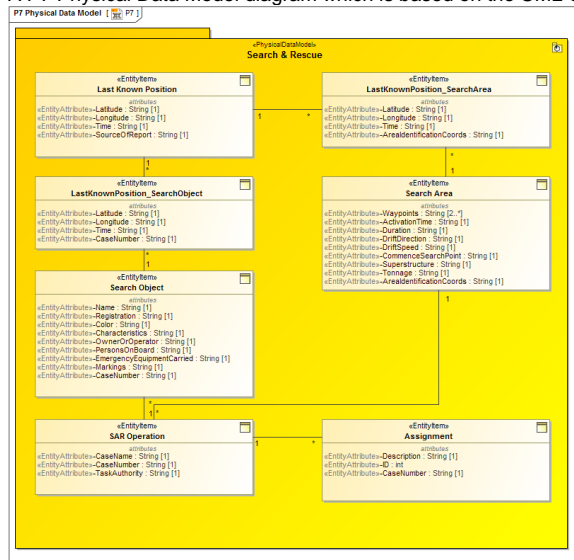 P7 Physical Data Model [ P7 ]
«PhysicalDataModel»
Search & Rescue
«EntityItem»
Last Known Position
attributes
«EntityAttribute»-Latitude : String [1]
«EntityAttribute»-Longitude : String [1]
«EntityAttribute»-Time : String [1]
«EntityAttribute»-SourceOfReport : String [1]
1
*
«EntityItem»
LastKnownPosition_SearchArea
attributes
«EntityAttribute»-Latitude : String [1]
«EntityAttribute»-Longitude : String [1]
«EntityAttribute»-Time : String [1]
«EntityAttribute»-AreaIdentificationCoords : String [1]
1
*
*
1
«EntityItem»
LastKnownPosition_SearchObject
attributes
«EntityAttribute»-Latitude : String [1]
«EntityAttribute»-Longitude : String [1]
«EntityAttribute»-Time : String [1]
«EntityAttribute»-CaseNumber : String [1]
«EntityItem»
Search Area
attributes
«EntityAttribute»-Waypoints : String [2..*]
«EntityAttribute»-ActivationTime : String [1]
«EntityAttribute»-Duration : String [1]
«EntityAttribute»-DriftDirection : String [1]
«EntityAttribute»-DriftSpeed : String [1]
«EntityAttribute»-CommenceSearchPoint : String [1]
«EntityAttribute»-Superstructure : String [1]
«EntityAttribute»-Tonnage : String [1]
«EntityAttribute»-AreaIdentificationCoords : String [1]
*
1
1
«EntityItem»
Search Object
attributes
«EntityAttribute»-Name : String [1]
«EntityAttribute»-Registration : String [1]
«EntityAttribute»-Color : String [1]
«EntityAttribute»-Characteristics : String [1]
«EntityAttribute»-OwnerOrOperator : String [1]
«EntityAttribute»-PersonsOnBoard : String [1]
«EntityAttribute»-EmergencyEquipmentCarried : String [1]
«EntityAttribute»-Markings : String [1]
«EntityAttribute»-CaseNumber : String [1]
*
1 *
«EntityItem»
SAR Operation
attributes
«EntityAttribute»-CaseName : String [1]
«EntityAttribute»-CaseNumber : String [1]
«EntityAttribute»-TaskAuthority : String [1]
1
*
«EntityItem»
Assignment
attributes
«EntityAttribute»-Description : String [1]
«EntityAttribute»-ID : int
«EntityAttribute»-CaseNumber : String [1]